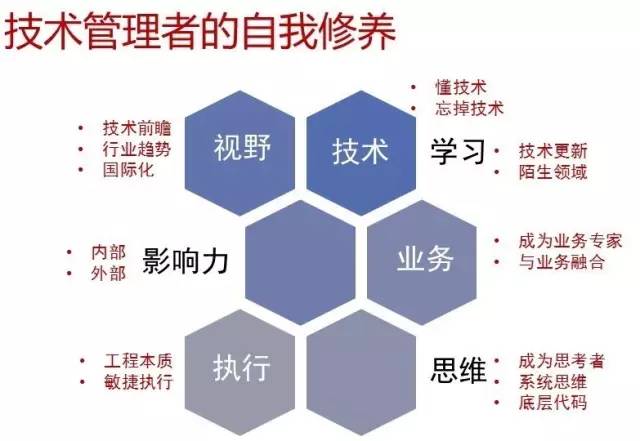 技术管理者的自我修养
• 懂技术
• 忘掉技术
• 技术前瞻
• 行业趋势
• 国际化
视野
技术
学习
• 技术更新
• 陌生领域
• 内部
• 外部
影响力
业务
• 成为业务专家
• 与业务融合
• 工程本质
• 敏捷执行
执行
思维
• 成为思考者
• 系统思维
• 底层代码